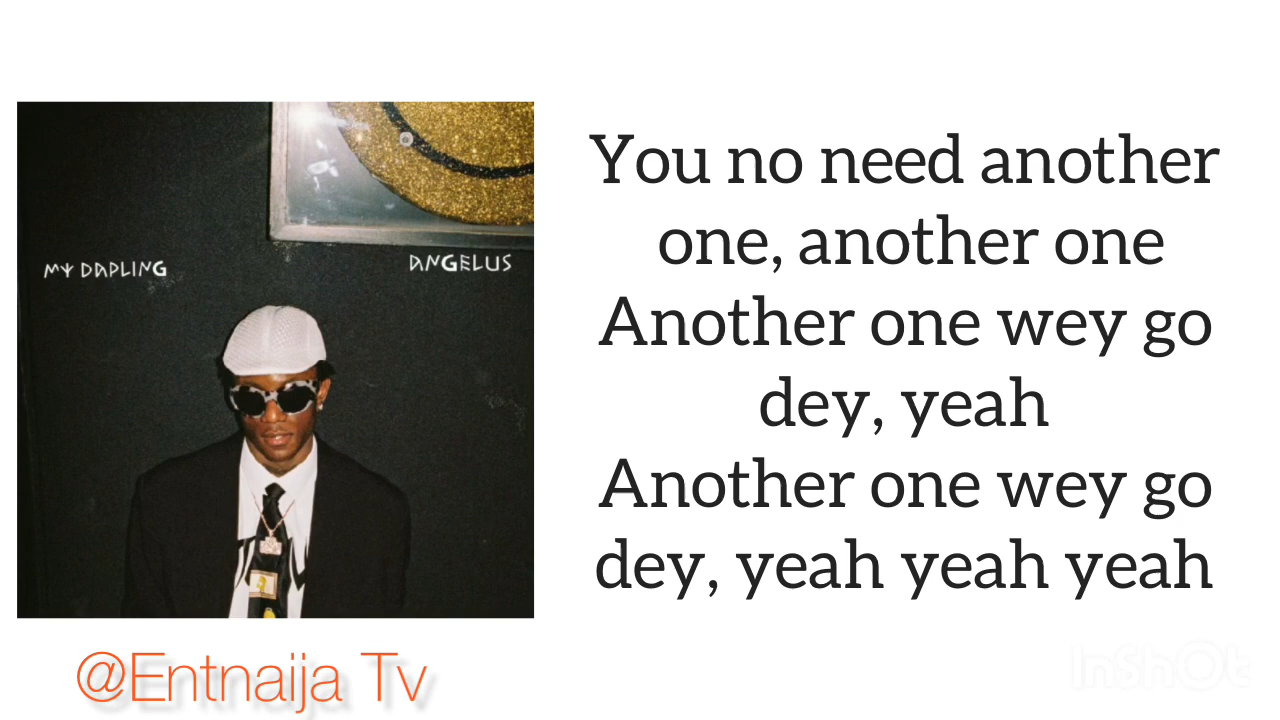 MY DARLING
ANGELUS
You no need another
one, another one
Another one wey go
dey, yeah
Another one wey go
dey, yeah yeah yeah
@Entnaija Tv
InShOt